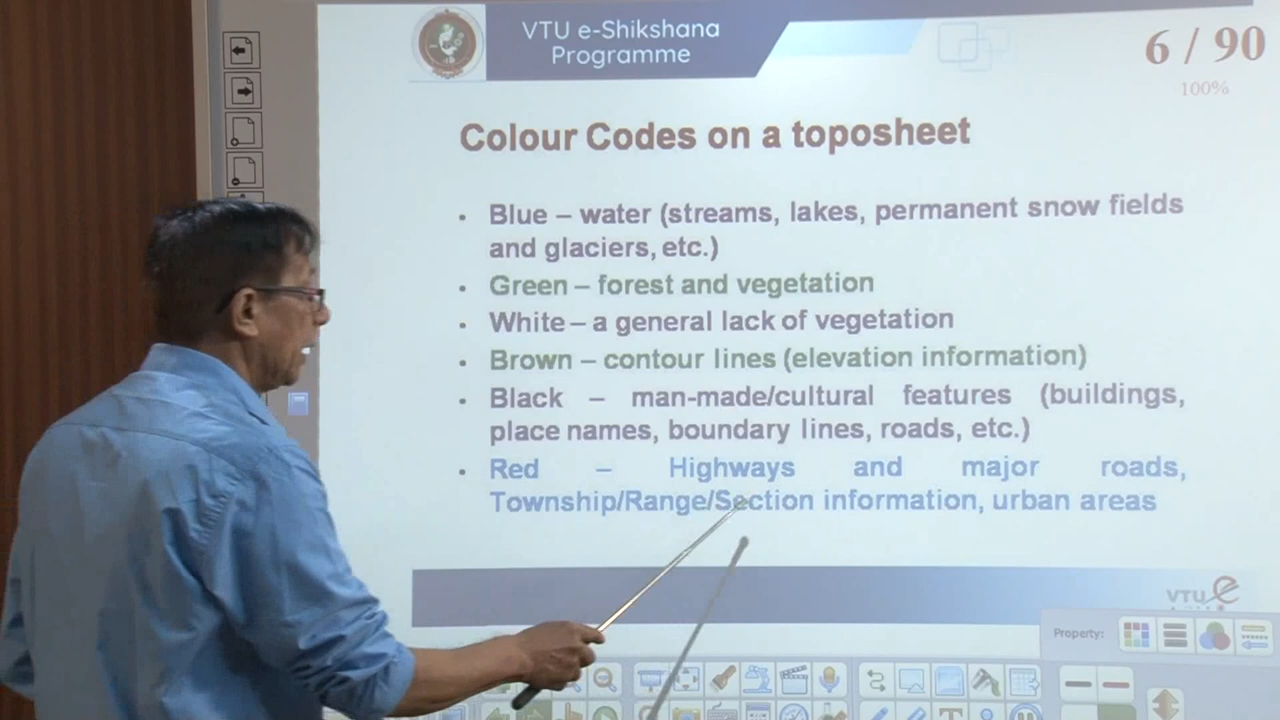 VTU e-Shikshana
Programme
6 / 90
100%
Colour Codes on a toposheet
• Blue – water (streams, lakes, permanent snow fields
and glaciers, etc.)
• Green – forest and vegetation
• White – a general lack of vegetation
• Brown – contour lines (elevation information)
• Black – man-made/cultural features (buildings,
place names, boundary lines, roads, etc.)
• Red – Highways and major roads,
Township/Range/Section information, urban areas
VTU e
Property: